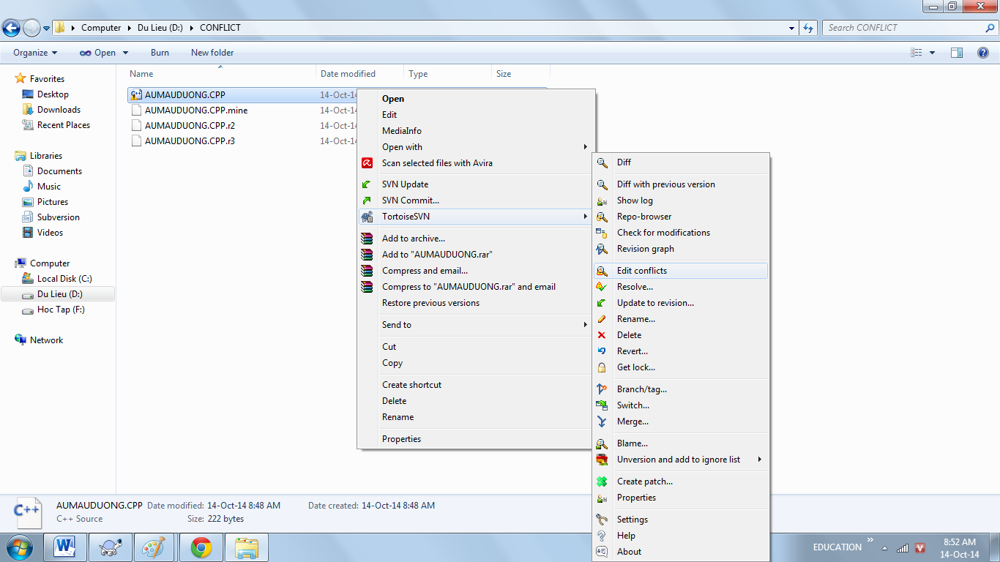 Computer Du Lieu (D:) CONFLICT
Search CONFLICT
Organize Open Burn New folder
Favorites
Desktop
Downloads
Recent Places
Libraries
Documents
Music
Pictures
Subversion
Videos
Computer
Local Disk (C:)
Du Lieu (D:)
Hoc Tap (F:)
Network
Name Date modified Type Size
AUMAUDUONG.CPP 14-Oct-14
AUMAUDUONG.CPP.mine 14-Oct-14
AUMAUDUONG.CPP.r2 14-Oct-14
AUMAUDUONG.CPP.r3 14-Oct-14
Open
Edit
MediaInfo
Open with
Scan selected files with Avira
SVN Update
SVN Commit...
TortoiseSVN
Add to archive...
Add to "AUMAUDUONG.rar"
Compress and email...
Compress to "AUMAUDUONG.rar" and email
Restore previous versions
Send to
Cut
Copy
Create shortcut
Delete
Rename
Properties
Diff
Diff with previous version
Show log
Repo-browser
Check for modifications
Revision graph
Edit conflicts
Resolve...
Update to revision...
Rename...
Delete
Revert...
Get lock...
Branch/tag...
Switch...
Merge...
Blame...
Unversion and add to ignore list
Create patch...
Properties
Settings
Help
About
C++
AUMAUDUONG.CPP Date modified: 14-Oct-14 8:48 AM Date created: 14-Oct-14 8:48 AM
C++ Source Size: 222 bytes
EDUCATION
8:52 AM
14-Oct-14